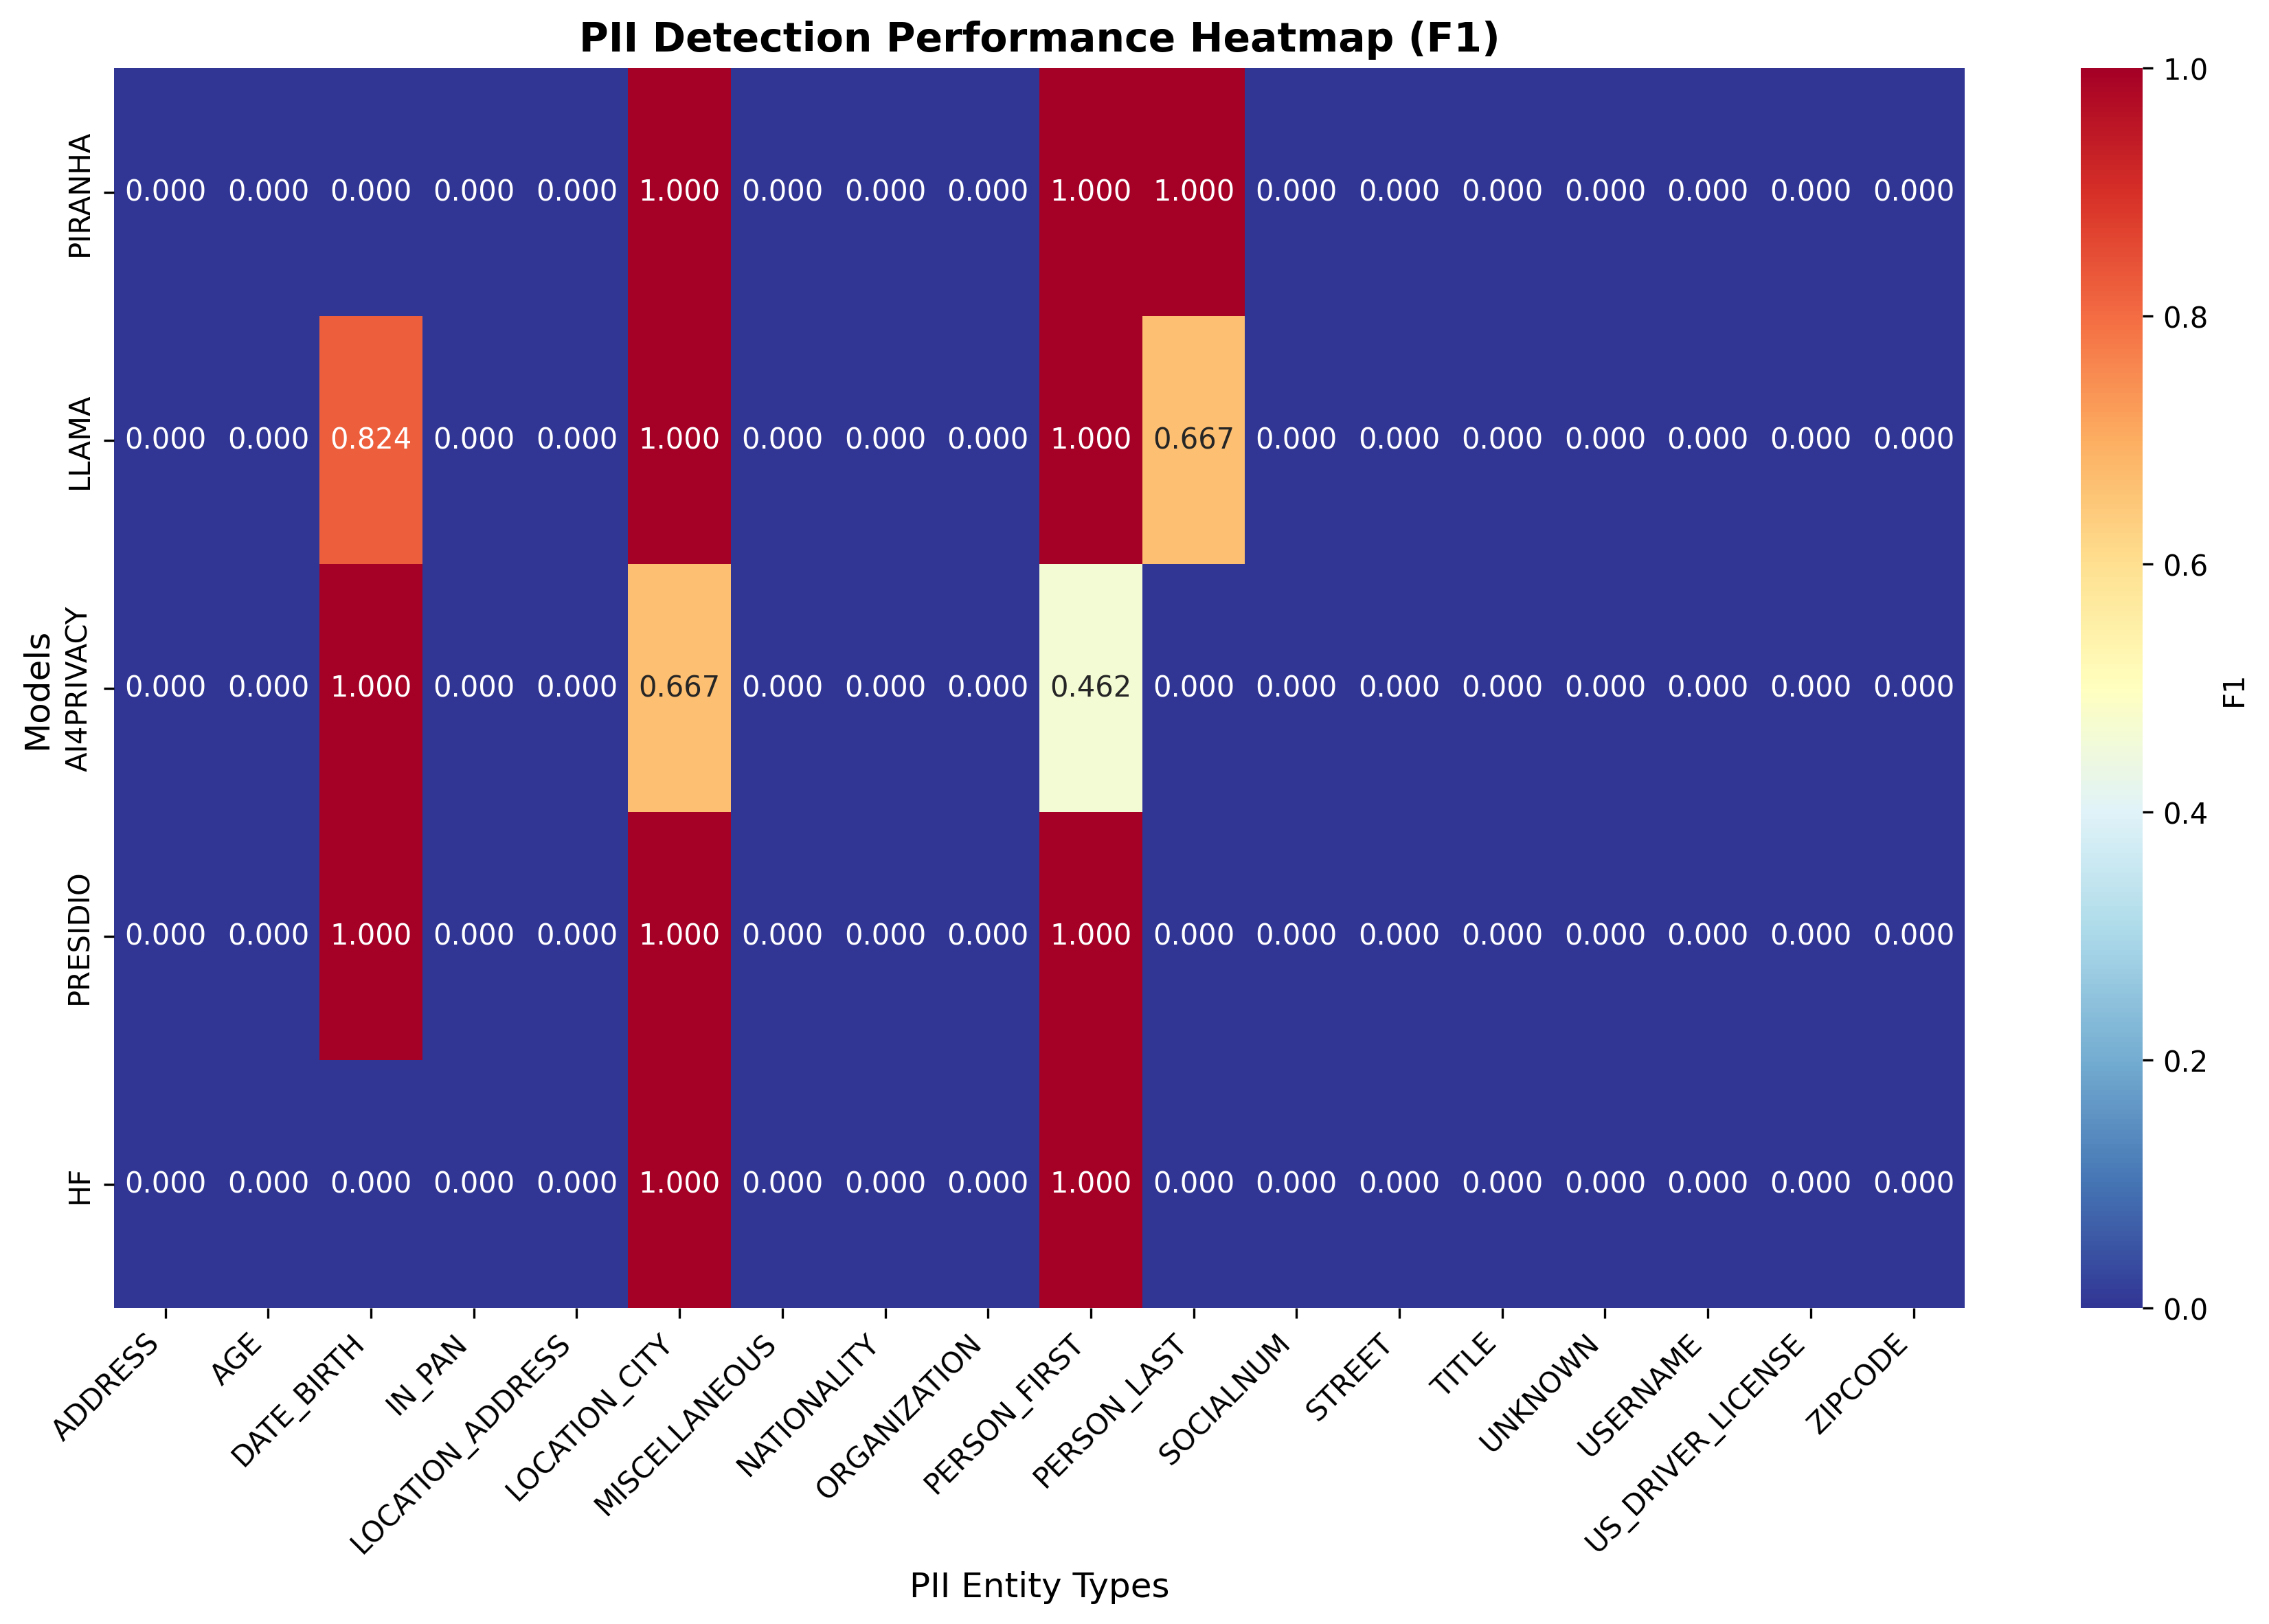 PII Detection Performance Heatmap (F1)
Models
PIRANHA
0.000 0.000 0.000 0.000 0.000 1.000 0.000 0.000 0.000 1.000 1.000 0.000 0.000 0.000 0.000 0.000 0.000 0.000
LLAMA
0.000 0.000 0.824 0.000 0.000 1.000 0.000 0.000 0.000 1.000 0.667 0.000 0.000 0.000 0.000 0.000 0.000 0.000
AI4PRIVACY
0.000 0.000 1.000 0.000 0.000 0.667 0.000 0.000 0.000 0.462 0.000 0.000 0.000 0.000 0.000 0.000 0.000 0.000
PRESIDIO
0.000 0.000 1.000 0.000 0.000 1.000 0.000 0.000 0.000 1.000 0.000 0.000 0.000 0.000 0.000 0.000 0.000 0.000
HF
0.000 0.000 0.000 0.000 0.000 1.000 0.000 0.000 0.000 1.000 0.000 0.000 0.000 0.000 0.000 0.000 0.000 0.000
ADDRESS
AGE
DATE_BIRTH
IN_PAN
LOCATION_ADDRESS
LOCATION_CITY
MISCELLANEOUS
NATIONALITY
ORGANIZATION
PERSON_FIRST
PERSON_LAST
SOCIALNUM
STREET
TITLE
UNKNOWN
USERNAME
US_DRIVER_LICENSE
ZIPCODE
PII Entity Types
1.0
0.8
0.6
0.4
0.2
0.0
F1